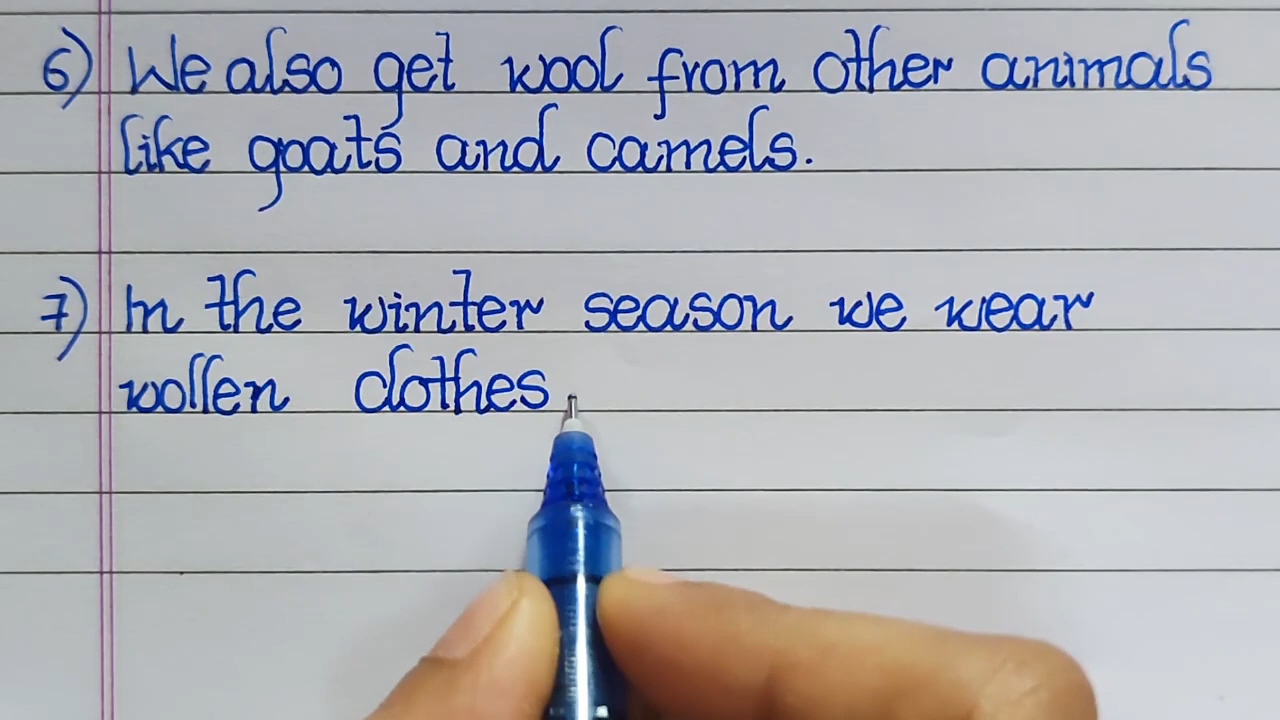 6) We also get wool from other animals
like goats and camels.
7) In the winter season we wear
wollen clothes